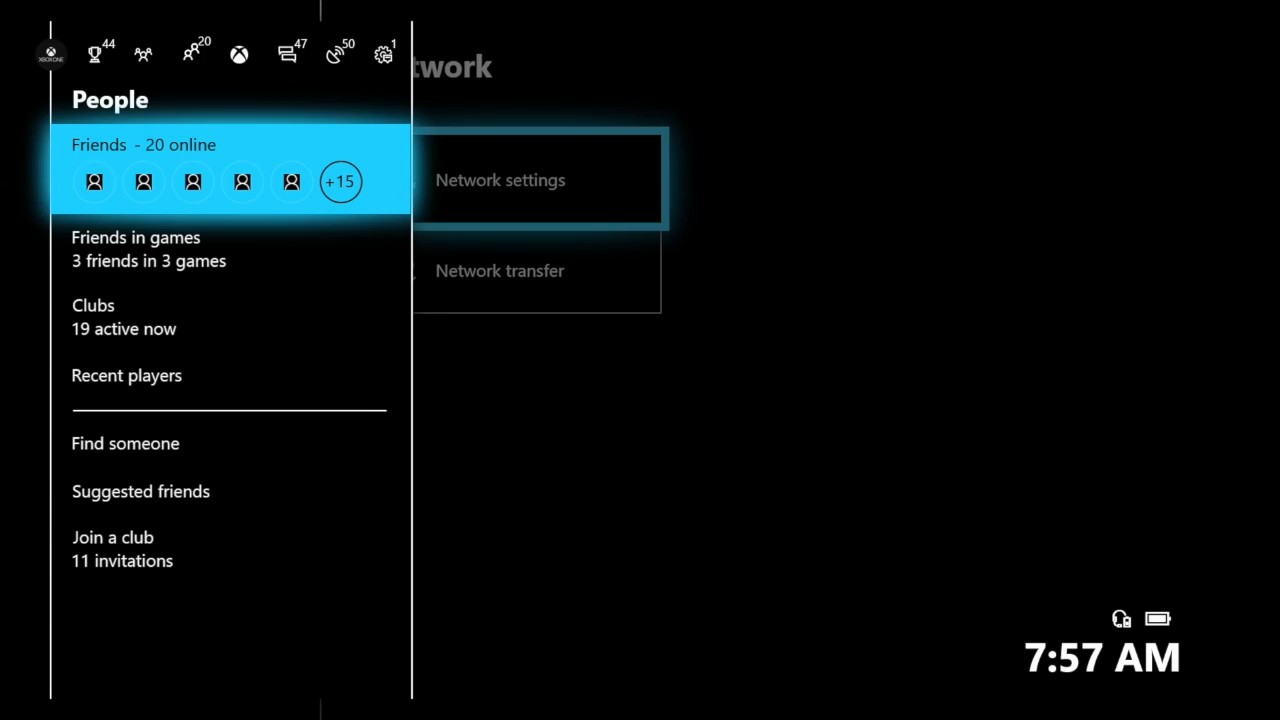 XBOX ONE
44
20
47
50
1
twork
People
Friends - 20 online
+15
Network settings
Friends in games
3 friends in 3 games
Network transfer
Clubs
19 active now
Recent players
Find someone
Suggested friends
Join a club
11 invitations
7:57 AM